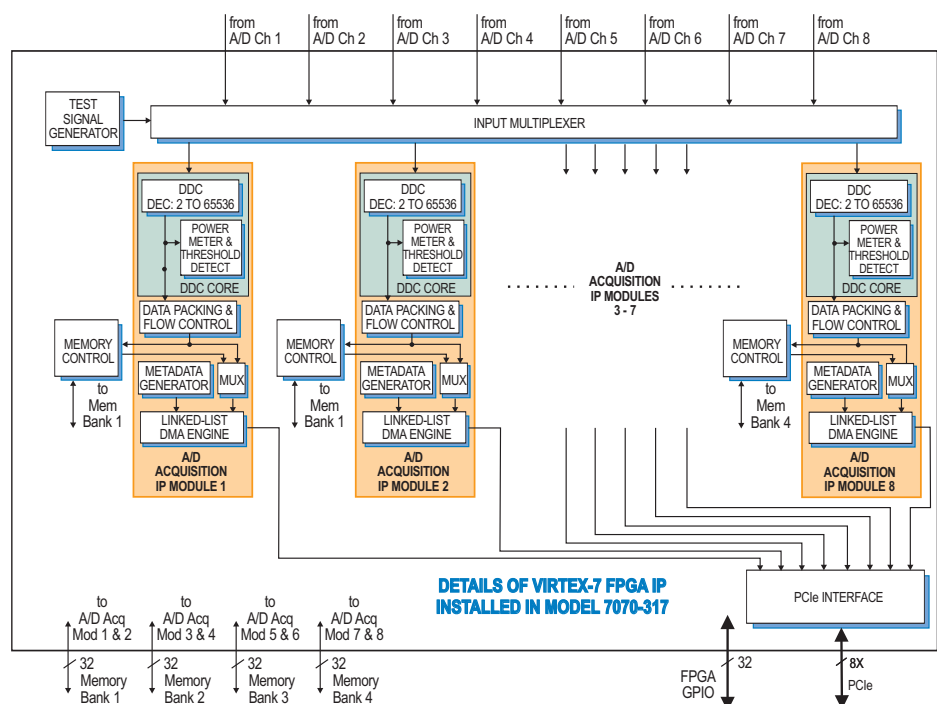 from
A/D Ch 1
from
A/D Ch 2
from
A/D Ch 3
from
A/D Ch 4
from
A/D Ch 5
from
A/D Ch 6
from
A/D Ch 7
from
A/D Ch 8
TEST
SIGNAL
GENERATOR
INPUT MULTIPLEXER
DDC
DEC: 2 TO 65536
POWER
METER &
THRESHOLD
DETECT
DDC CORE
DATA PACKING &
FLOW CONTROL
MEMORY
CONTROL
to
Mem
Bank 1
METADATA
GENERATOR
MUX
LINKED-LIST
DMA ENGINE
A/D
ACQUISITION
IP MODULE 1
DDC
DEC: 2 TO 65536
POWER
METER &
THRESHOLD
DETECT
DDC CORE
DATA PACKING &
FLOW CONTROL
MEMORY
CONTROL
to
Mem
Bank 1
METADATA
GENERATOR
MUX
LINKED-LIST
DMA ENGINE
A/D
ACQUISITION
IP MODULE 2
A/D
ACQUISITION
IP MODULES
3 - 7
DDC
DEC: 2 TO 65536
POWER
METER &
THRESHOLD
DETECT
DDC CORE
DATA PACKING &
FLOW CONTROL
MEMORY
CONTROL
to
Mem
Bank 4
METADATA
GENERATOR
MUX
LINKED-LIST
DMA ENGINE
A/D
ACQUISITION
IP MODULE 8
DETAILS OF VIRTEX-7 FPGA IP
INSTALLED IN MODEL 7070-317
PCIe INTERFACE
to
A/D Acq
Mod 1 & 2
to
A/D Acq
Mod 3 & 4
to
A/D Acq
Mod 5 & 6
to
A/D Acq
Mod 7 & 8
32
Memory
Bank 1
32
Memory
Bank 2
32
Memory
Bank 3
32
Memory
Bank 4
32
FPGA
GPIO
8X
PCIe